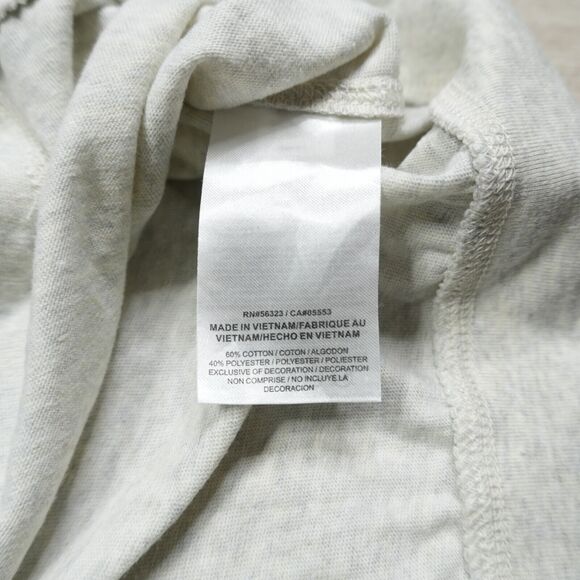 RN#56323 / CA#05553
MADE IN VIETNAM/FABRIQUE AU
VIETNAM/HECHO EN VIETNAM
60% COTTON / COTON / ALGODON
40% POLYESTER / POLYESTER / POLIESTER
EXCLUSIVE OF DECORATION / DECORATION
NON COMPRISE / NO INCLUYE LA
DECORACION